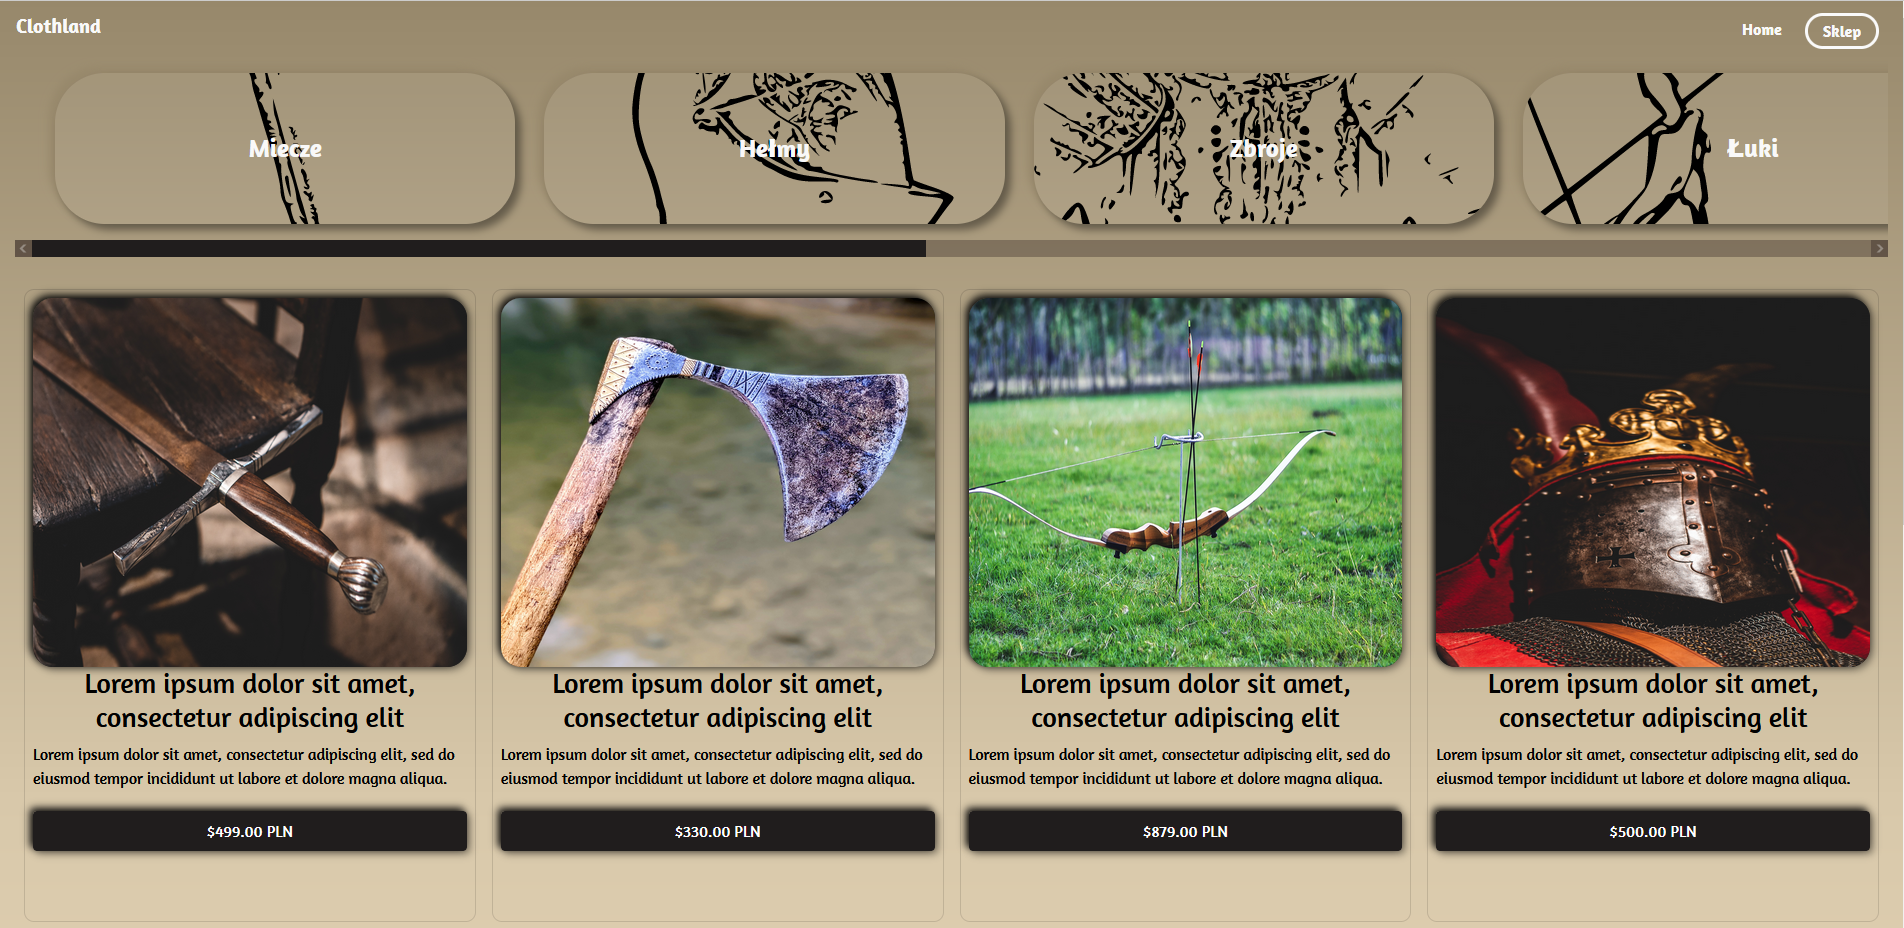 Clothland
Home
Sklep
Miecze
Hełmy
Zbroje
Łuki
Lorem ipsum dolor sit amet,
consectetur adipiscing elit
Lorem ipsum dolor sit amet, consectetur adipiscing elit, sed do
eiusmod tempor incididunt ut labore et dolore magna aliqua.
$499.00 PLN
Lorem ipsum dolor sit amet,
consectetur adipiscing elit
Lorem ipsum dolor sit amet, consectetur adipiscing elit, sed do
eiusmod tempor incididunt ut labore et dolore magna aliqua.
$330.00 PLN
Lorem ipsum dolor sit amet,
consectetur adipiscing elit
Lorem ipsum dolor sit amet, consectetur adipiscing elit, sed do
eiusmod tempor incididunt ut labore et dolore magna aliqua.
$879.00 PLN
Lorem ipsum dolor sit amet,
consectetur adipiscing elit
Lorem ipsum dolor sit amet, consectetur adipiscing elit, sed do
eiusmod tempor incididunt ut labore et dolore magna aliqua.
$500.00 PLN